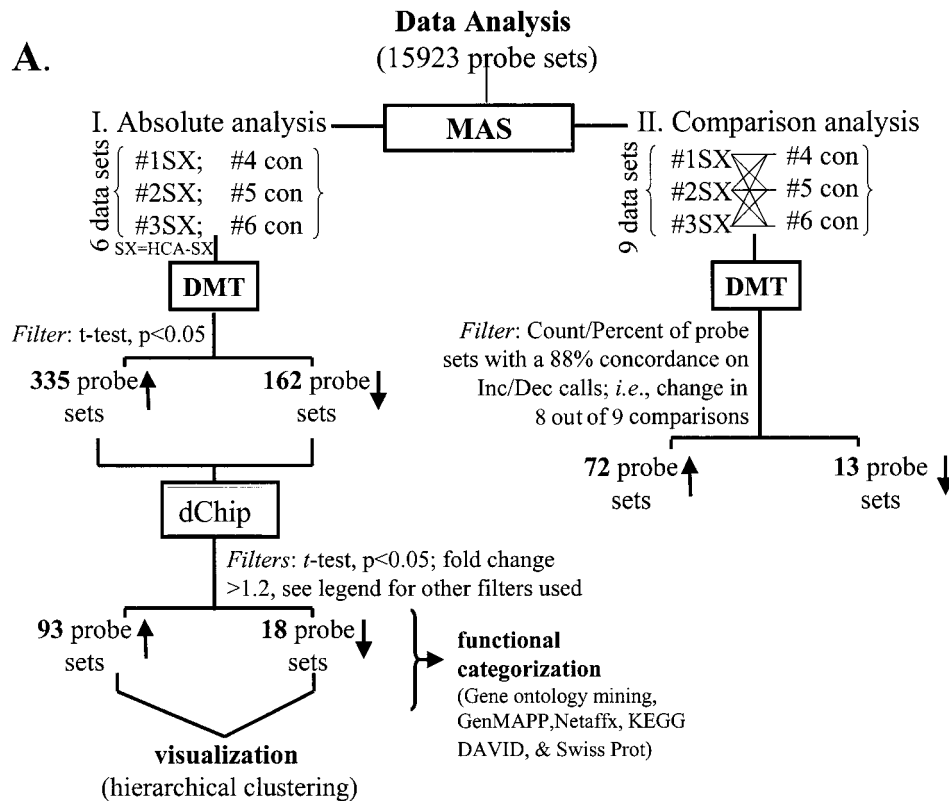 Data Analysis
A.
(15923 probe sets)
MAS
I. Absolute analysis
6 data sets
#1SX; #4 con
#2SX; #5 con
#3SX; #6 con
SX=HCA-SX
DMT
Filter: t-test, p<0.05
335 probe
sets
162 probe
sets
dChip
Filters: t-test, p<0.05; fold change
>1.2, see legend for other filters used
93 probe
sets
18 probe
sets
visualization
(hierarchical clustering)
functional
categorization
(Gene ontology mining,
GenMAPP,Netaffx, KEGG
DAVID, & Swiss Prot)
II. Comparison analysis
9 data sets
#1SX #4 con
#2SX #5 con
#3SX #6 con
DMT
Filter: Count/Percent of probe
sets with a 88% concordance on
Inc/Dec calls; i.e., change in
8 out of 9 comparisons
72 probe
sets
13 probe
sets